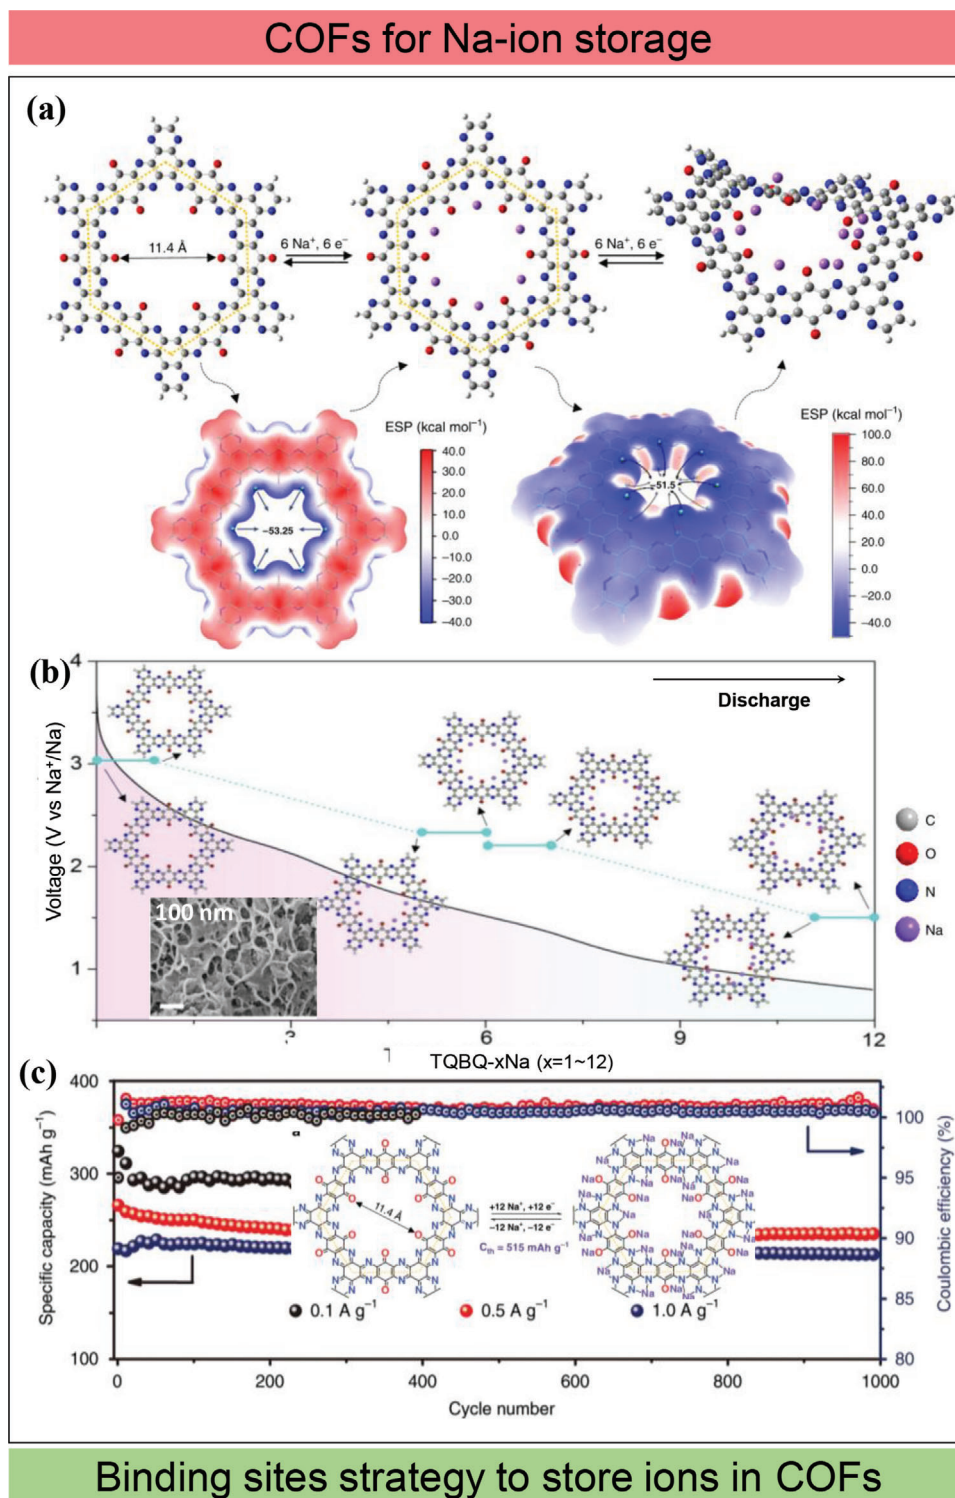 COFs for Na-ion storage
(a)
11.4 Å
6 Na⁺, 6 e⁻
6 Na⁺, 6 e⁻
ESP (kcal mol⁻¹)
40.0
30.0
20.0
10.0
0.0
−10.0
−20.0
−30.0
−40.0
−53.25
ESP (kcal mol⁻¹)
100.0
80.0
60.0
40.0
20.0
0.0
−20.0
−40.0
−51.5
(b)
Voltage (V vs Na⁺/Na)
4
3
2
1
Discharge
C
O
N
Na
100 nm
3
6
9
12
TQBQ-xNa (x=1~12)
(c)
Specific capacity (mAh g⁻¹)
400
300
200
100
Coulombic efficiency (%)
100
95
90
85
80
11.4 Å
+12 Na⁺, +12 e⁻
−12 Na⁺, −12 e⁻
Cₜₕ = 515 mAh g⁻¹
0.1 A g⁻¹
0.5 A g⁻¹
1.0 A g⁻¹
0
200
400
600
800
1000
Cycle number
Binding sites strategy to store ions in COFs